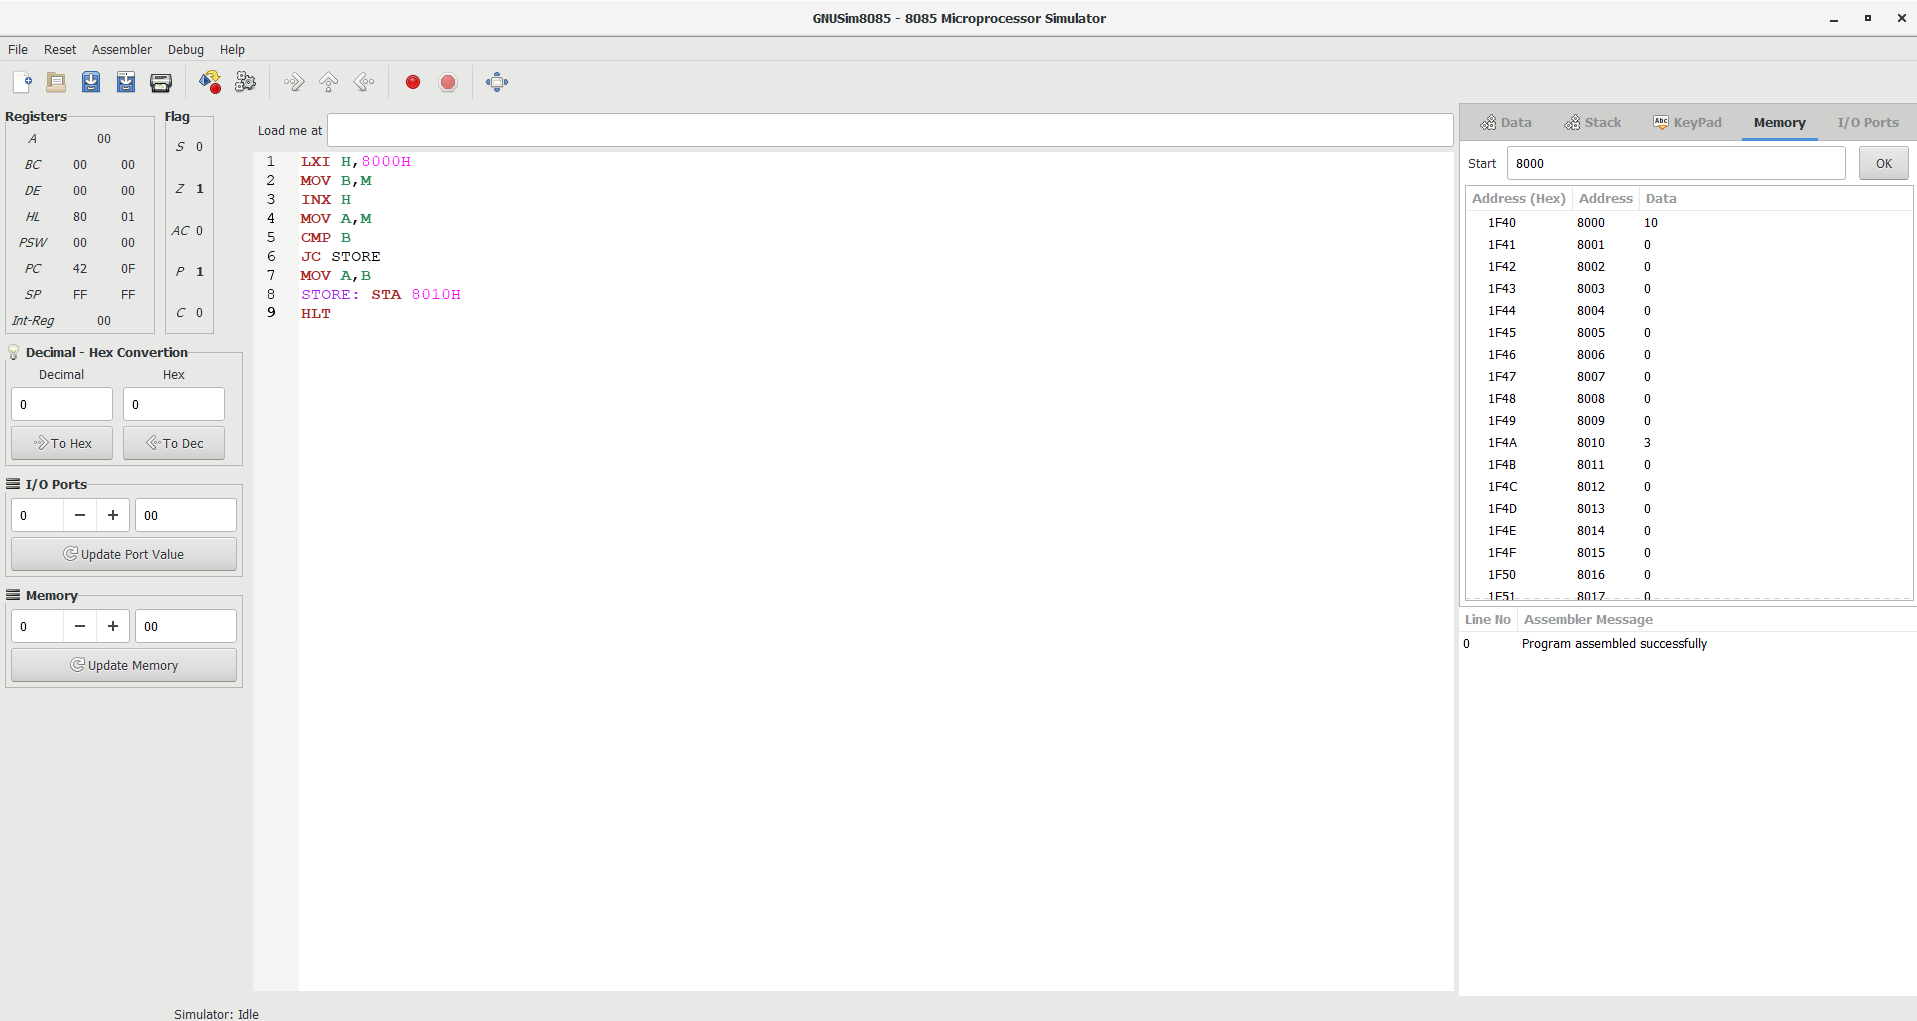 GNUSim8085 - 8085 Microprocessor Simulator
File Reset Assembler Debug Help
Registers
A 00
BC 00 00
DE 00 00
HL 80 01
PSW 00 00
PC 42 0F
SP FF FF
Int-Reg 00
Flag
S 0
Z 1
AC 0
P 1
C 0
Decimal - Hex Convertion
Decimal Hex
0 0
To Hex To Dec
I/O Ports
0 − + 00
Update Port Value
Memory
0 − + 00
Update Memory
Load me at
1 LXI H,8000H
2 MOV B,M
3 INX H
4 MOV A,M
5 CMP B
6 JC STORE
7 MOV A,B
8 STORE: STA 8010H
9 HLT
Data Stack Abc KeyPad Memory I/O Ports
Start 8000 OK
Address (Hex) Address Data
1F40 8000 10
1F41 8001 0
1F42 8002 0
1F43 8003 0
1F44 8004 0
1F45 8005 0
1F46 8006 0
1F47 8007 0
1F48 8008 0
1F49 8009 0
1F4A 8010 3
1F4B 8011 0
1F4C 8012 0
1F4D 8013 0
1F4E 8014 0
1F4F 8015 0
1F50 8016 0
1F51 8017 0
Line No Assembler Message
0 Program assembled successfully
Simulator: Idle